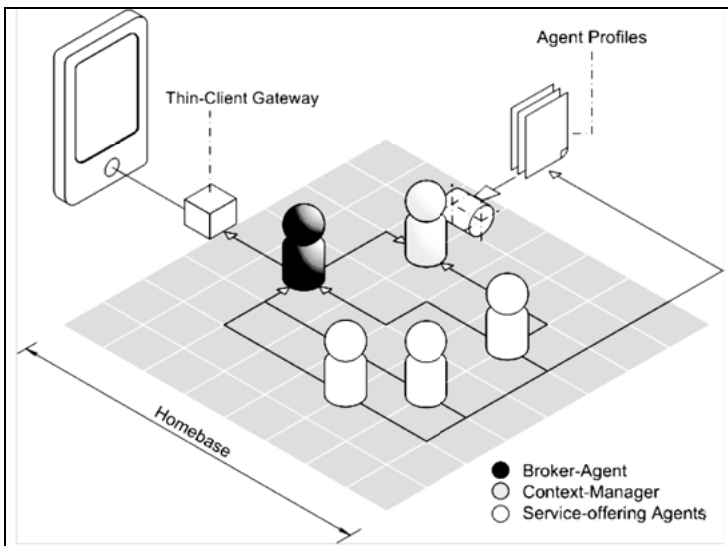 Agent Profiles
Thin-Client Gateway
Homebase
Broker-Agent
Context-Manager
Service-offering Agents